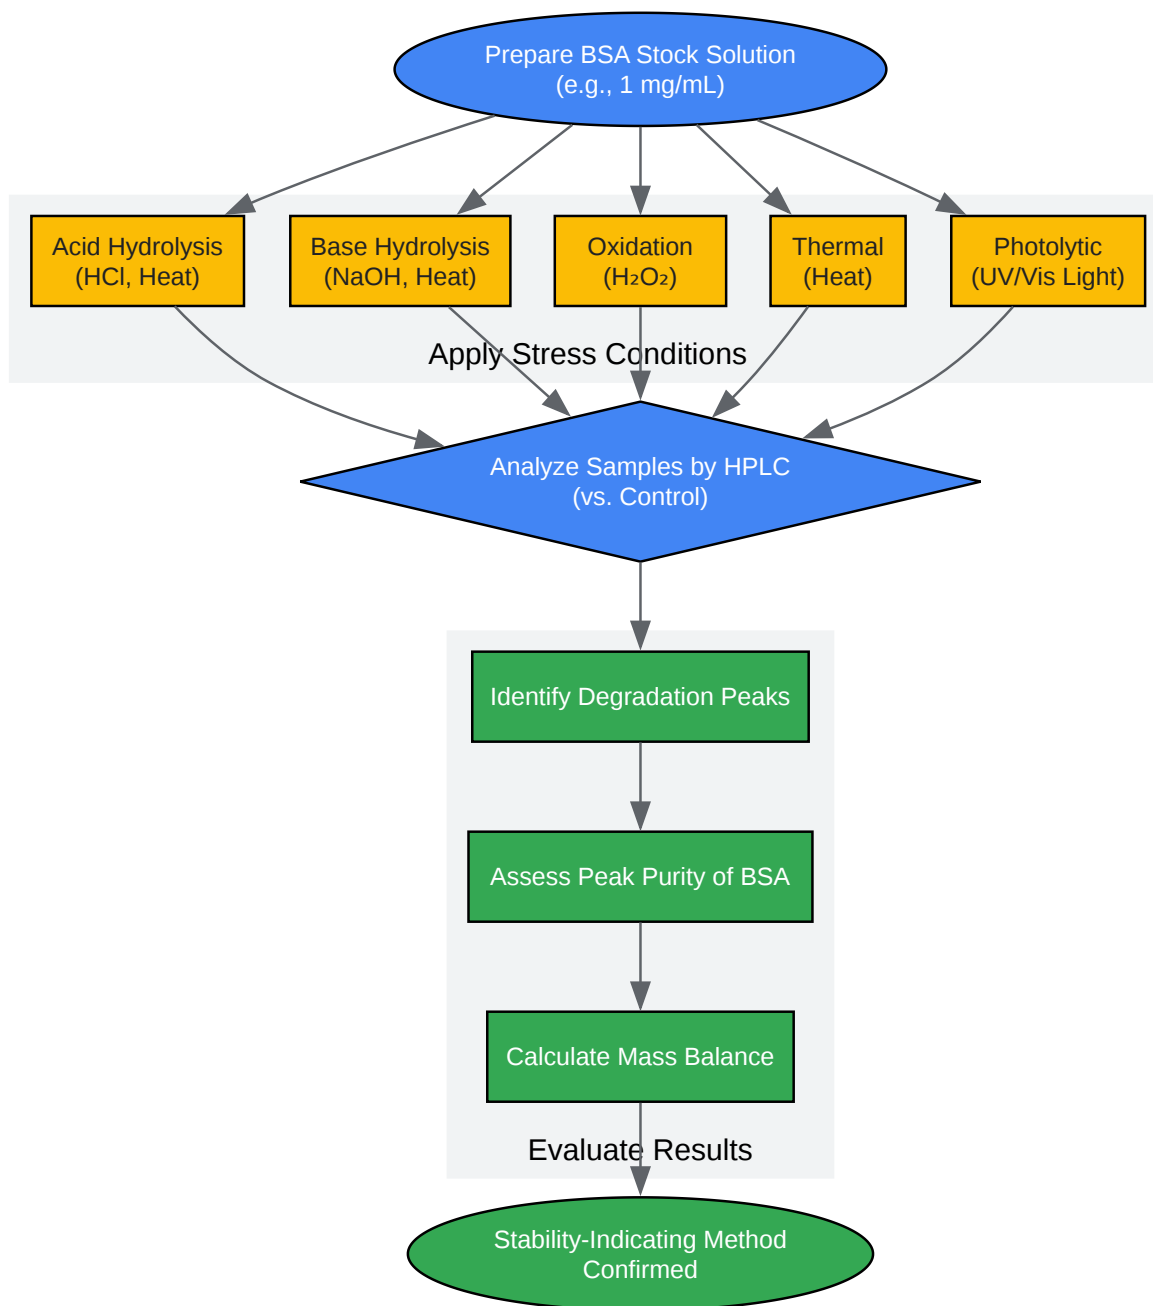 Prepare BSA Stock Solution
(e.g., 1 mg/mL)
Acid Hydrolysis
(HCl, Heat)
Base Hydrolysis
(NaOH, Heat)
Oxidation
(H₂O₂)
Thermal
(Heat)
Photolytic
(UV/Vis Light)
Apply Stress Conditions
Analyze Samples by HPLC
(vs. Control)
Identify Degradation Peaks
Assess Peak Purity of BSA
Calculate Mass Balance
Evaluate Results
Stability-Indicating Method
Confirmed